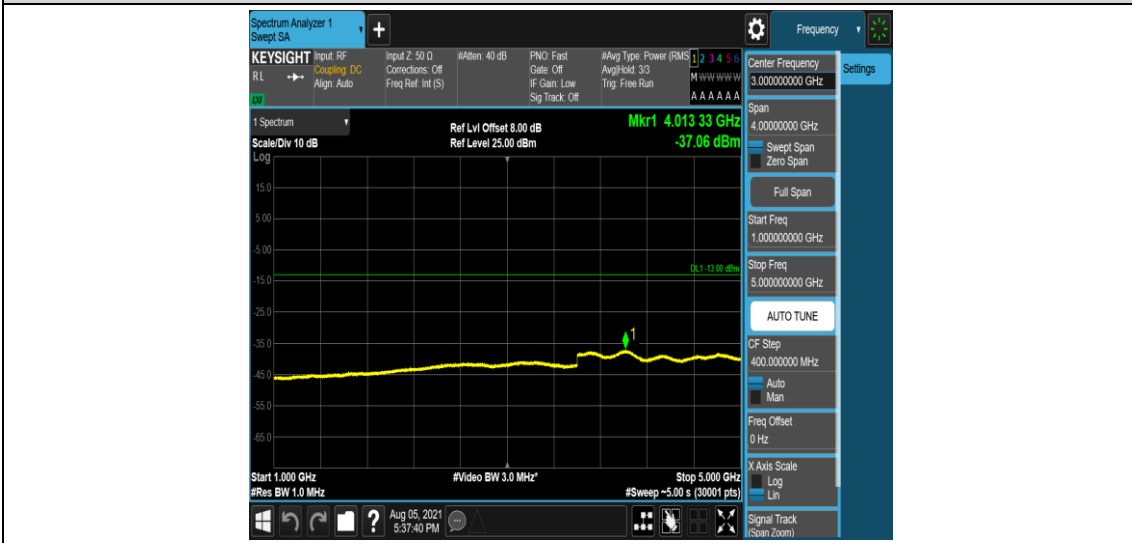 Spectrum Analyzer 1
Swept SA
+
Frequency
KEYSIGHT
Input: RF
Input Z: 50 Ω
#Atten: 40 dB
PNO: Fast
#Avg Type: Power (RMS
1 2 3 4 5 6
R L
Coupling: DC
Corrections: Off
Gate: Off
Avg|Hold: 3/3
M W W W W W
Align: Auto
Freq Ref: Int (S)
IF Gain: Low
Trig: Free Run
Sig Track: Off
A A A A A A
LXI
1 Spectrum
Ref Lvl Offset 8.00 dB
Mkr1 4.013 33 GHz
Scale/Div 10 dB
Ref Level 25.00 dBm
-37.06 dBm
Log
15.0
5.00
-5.00
DL1 -13.00 dBm
-15.0
-25.0
1
-35.0
-45.0
-55.0
-65.0
Start 1.000 GHz
#Video BW 3.0 MHz*
Stop 5.000 GHz
#Res BW 1.0 MHz
#Sweep ~5.00 s (30001 pts)
?
Aug 05, 2021
5:37:40 PM
Center Frequency
3.000000000 GHz
Settings
Span
4.00000000 GHz
Swept Span
Zero Span
Full Span
Start Freq
1.000000000 GHz
Stop Freq
5.000000000 GHz
AUTO TUNE
CF Step
400.000000 MHz
Auto
Man
Freq Offset
0 Hz
X Axis Scale
Log
Lin
Signal Track
(Span Zoom)